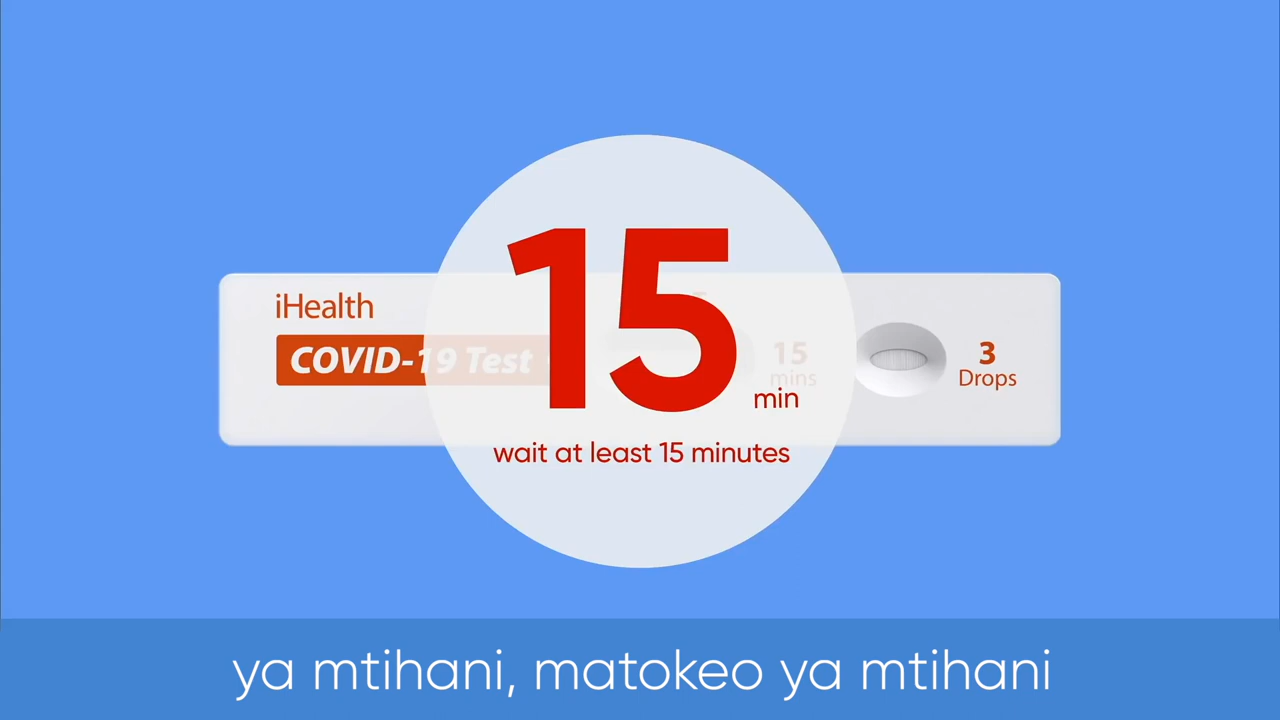 iHealth
COVID-19 Test
15
min
15
mins
3
Drops
wait at least 15 minutes
ya mtihani, matokeo ya mtihani